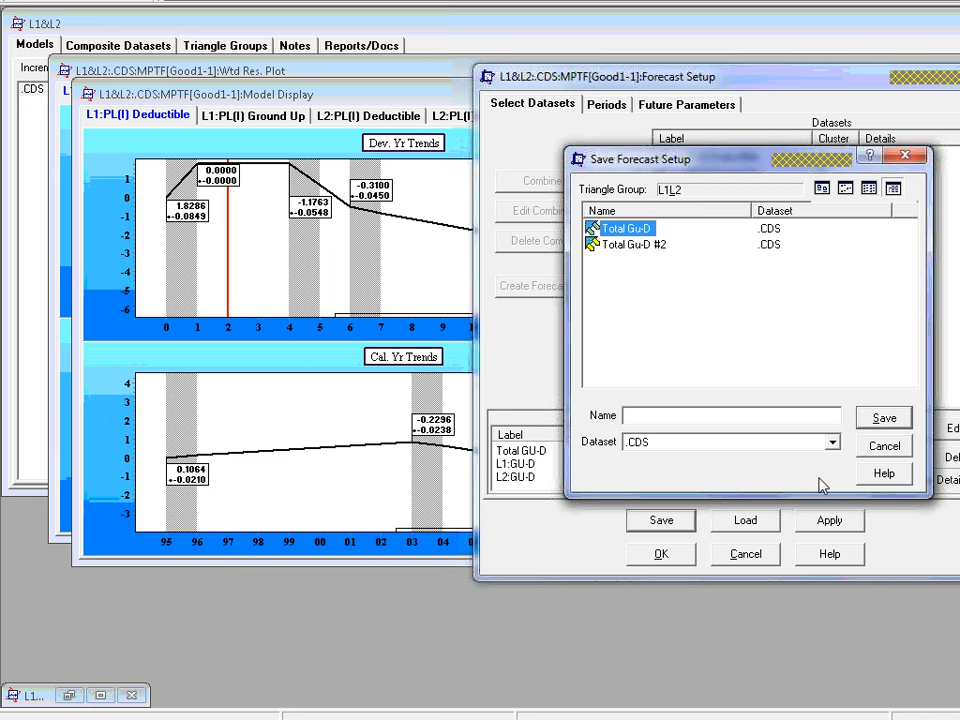 L1&L2
Models
Composite Datasets
Triangle Groups
Notes
Reports/Docs
Increm
.CDS
L1&L2:.CDS:MPTF[Good1-1]:Wtd Res. Plot
L1&L2:.CDS:MPTF[Good1-1]:Model Display
L1:PL(I) Deductible
L1:PL(I) Ground Up
L2:PL(I) Deductible
L2:PL(I
Dev. Yr Trends
1
0
-1
-2
-3
-4
-5
-6
1.8286
+-0.0849
0.0000
+-0.0000
-1.1763
+-0.0548
-0.3100
+-0.0450
0 1 2 3 4 5 6 7 8 9
Cal. Yr Trends
4
3
2
1
0
-1
-2
-3
0.1064
+-0.0210
-0.2296
+-0.0238
95 96 97 98 99 00 01 02 03 04
L1&L2:.CDS:MPTF[Good1-1]:Forecast Setup
Select Datasets
Periods
Future Parameters
Datasets
Label
Cluster
Details
Combine
Edit Combi
Delete Com
Create Foreca
Label
Total GU-D
L1:GU-D
L2:GU-D
Ed
Del
Detai
Save
Load
Apply
OK
Cancel
Help
Save Forecast Setup
Triangle Group:
L1L2
Name
Dataset
Total Gu-D
.CDS
Total Gu-D #2
.CDS
Name
Dataset
.CDS
Save
Cancel
Help
L1...